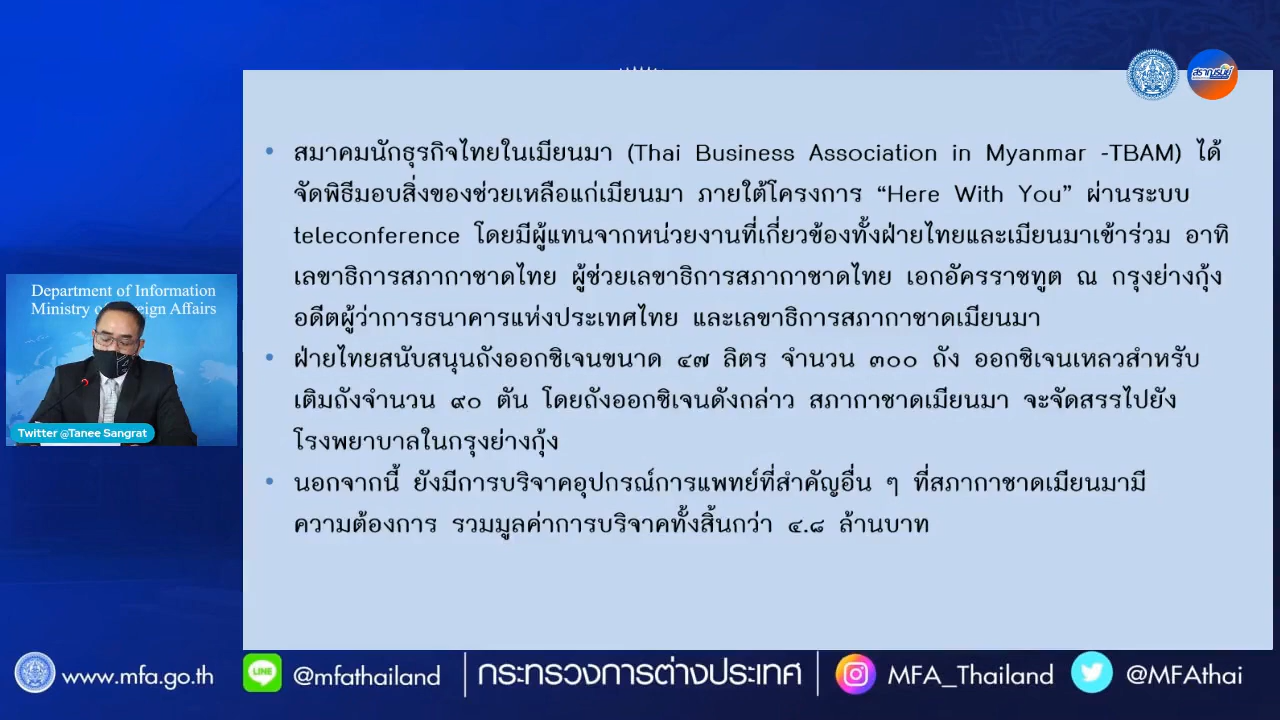 สราญรมย์
• สมาคมนักธุรกิจไทยในเมียนมา (Thai Business Association in Myanmar -TBAM) ได้
จัดพิธีมอบสิ่งของช่วยเหลือแก่เมียนมา ภายใต้โครงการ “Here With You” ผ่านระบบ
teleconference โดยมีผู้แทนจากหน่วยงานที่เกี่ยวข้องทั้งฝ่ายไทยและเมียนมาเข้าร่วม อาทิ
เลขาธิการสภากาชาดไทย ผู้ช่วยเลขาธิการสภากาชาดไทย เอกอัครราชทูต ณ กรุงย่างกุ้ง
อดีตผู้ว่าการธนาคารแห่งประเทศไทย และเลขาธิการสภากาชาดเมียนมา
• ฝ่ายไทยสนับสนุนถังออกซิเจนขนาด ๔๗ ลิตร จำนวน ๓๐๐ ถัง ออกซิเจนเหลวสำหรับ
เติมถังจำนวน ๙๐ ตัน โดยถังออกซิเจนดังกล่าว สภากาชาดเมียนมา จะจัดสรรไปยัง
โรงพยาบาลในกรุงย่างกุ้ง
• นอกจากนี้ ยังมีการบริจาคอุปกรณ์การแพทย์ที่สำคัญอื่น ๆ ที่สภากาชาดเมียนมามี
ความต้องการ รวมมูลค่าการบริจาคทั้งสิ้นกว่า ๔.๘ ล้านบาท
Department of Information
Ministry of Foreign Affairs
Twitter @Tanee Sangrat
www.mfa.go.th LINE @mfathailand กระทรวงการต่างประเทศ MFA_Thailand @MFAthai